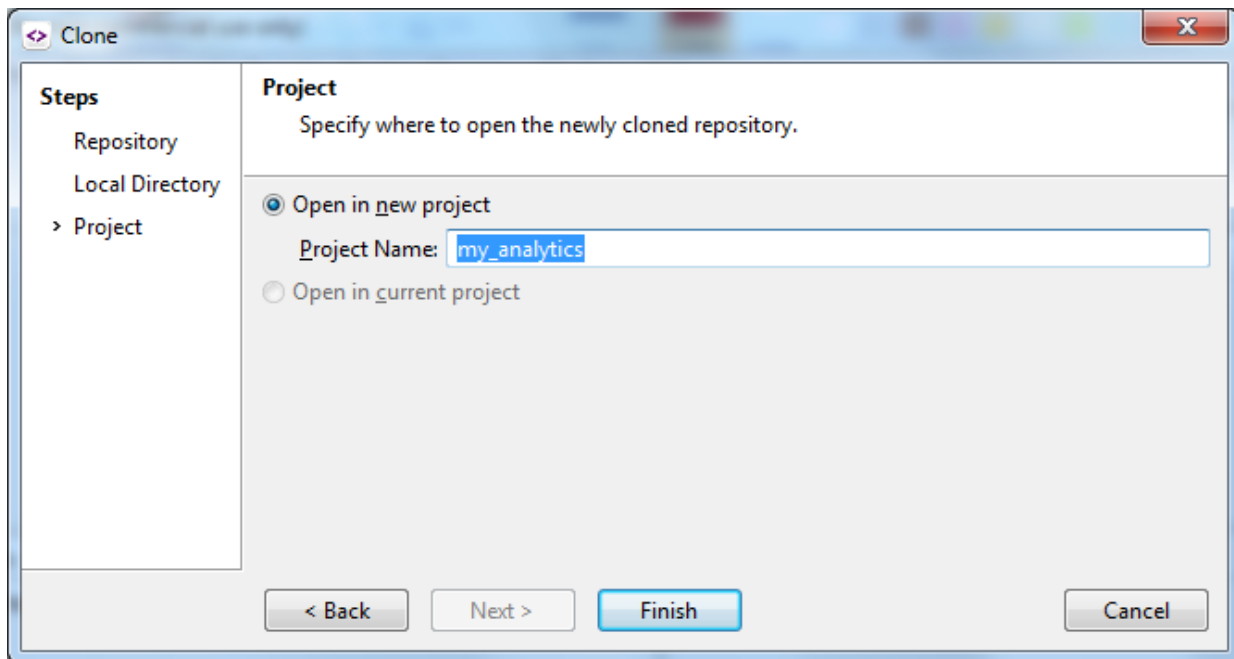 Clone
Steps
Repository
Local Directory
> Project
Project
Specify where to open the newly cloned repository.
Open in new project
Project Name: my_analytics
Open in current project
< Back Next > Finish Cancel